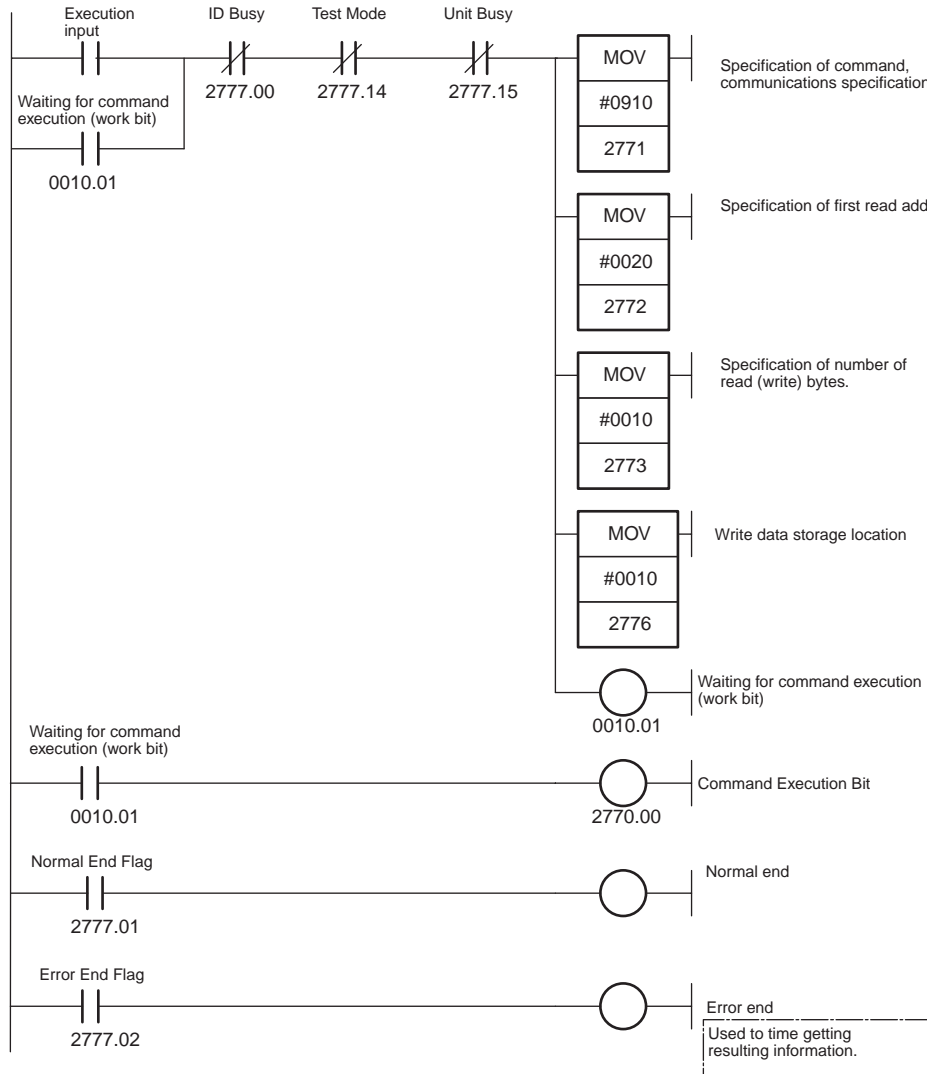 Execution
input
ID Busy
Test Mode
Unit Busy
2777.00
2777.14
2777.15
Waiting for command
execution (work bit)
0010.01
MOV
#0910
2771
Specification of command,
communications specification
MOV
#0020
2772
Specification of first read add
MOV
#0010
2773
Specification of number of
read (write) bytes.
MOV
#0010
2776
Write data storage location
0010.01
Waiting for command execution
(work bit)
Waiting for command
execution (work bit)
0010.01
2770.00
Command Execution Bit
Normal End Flag
2777.01
Normal end
Error End Flag
2777.02
Error end
Used to time getting
resulting information.